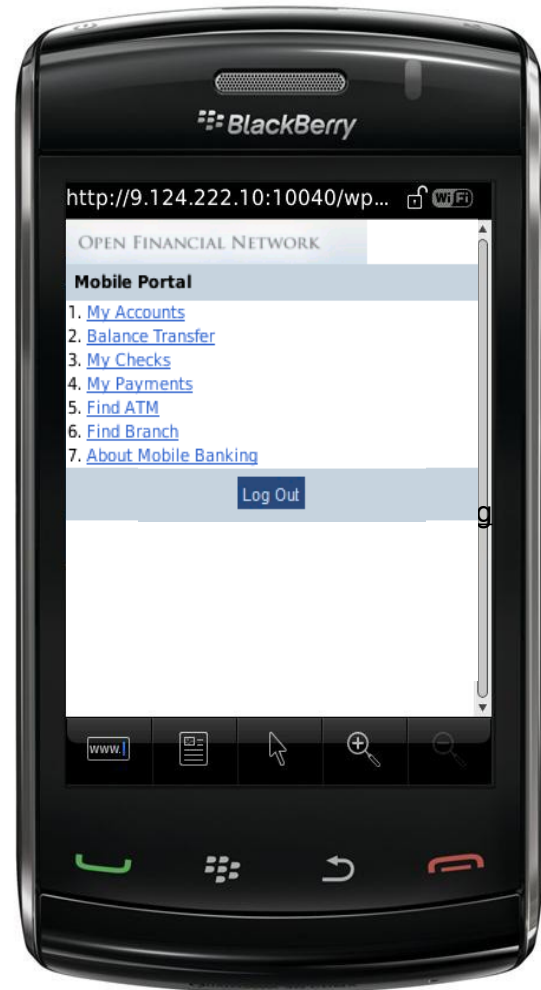 BlackBerry
http://9.124.222.10:10040/wp... WiFi
OPEN FINANCIAL NETWORK
Mobile Portal
1. My Accounts
2. Balance Transfer
3. My Checks
4. My Payments
5. Find ATM
6. Find Branch
7. About Mobile Banking
Log Out
g
www.